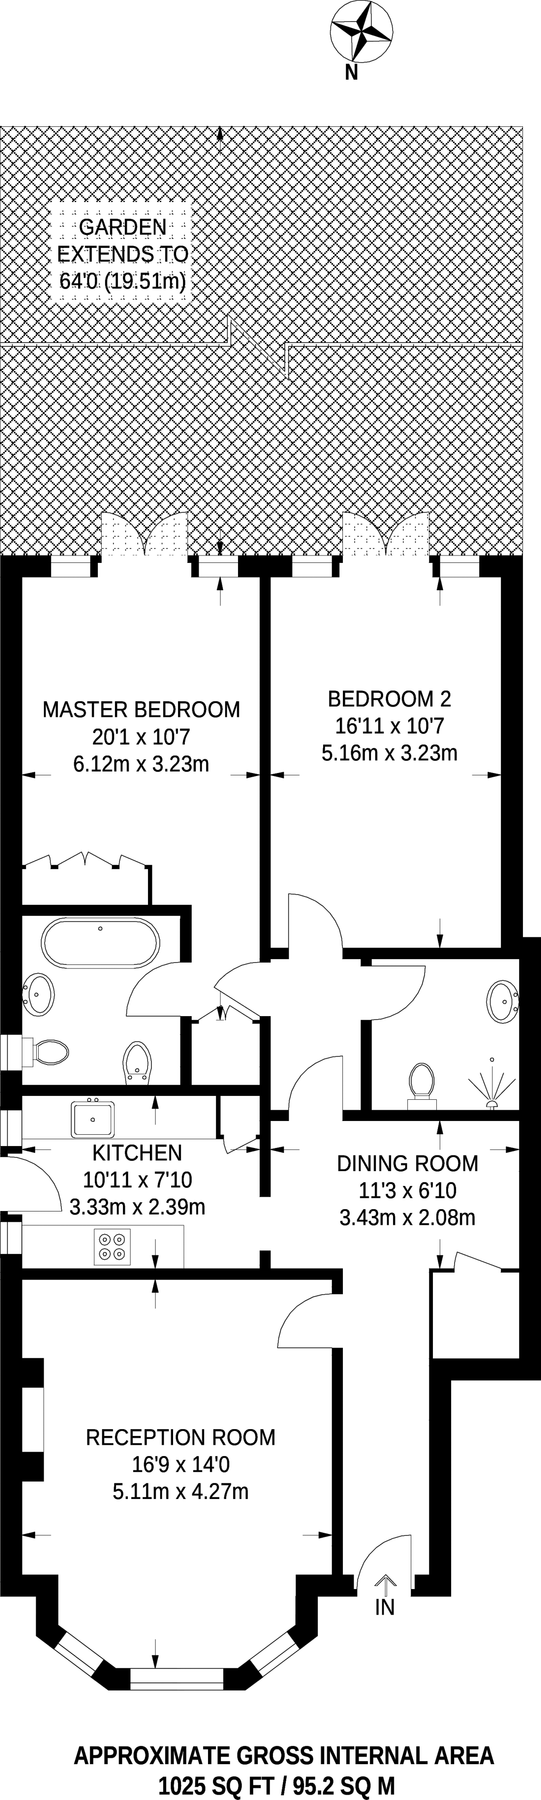 N
GARDEN
EXTENDS TO
64'0 (19.51m)
MASTER BEDROOM
20'1 x 10'7
6.12m x 3.23m
BEDROOM 2
16'11 x 10'7
5.16m x 3.23m
KITCHEN
10'11 x 7'10
3.33m x 2.39m
DINING ROOM
11'3 x 6'10
3.43m x 2.08m
RECEPTION ROOM
16'9 x 14'0
5.11m x 4.27m
IN
APPROXIMATE GROSS INTERNAL AREA
1025 SQ FT / 95.2 SQ M